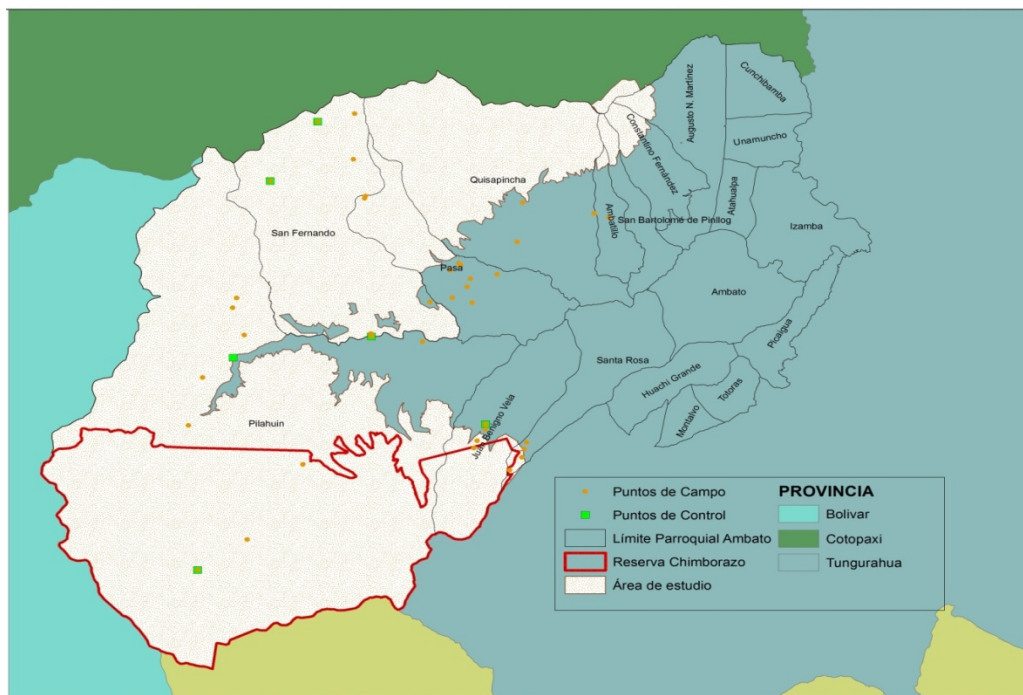 Cunchibamba
Augusto N. Martínez
Constantino Fernández
Unamuncho
Quisapincha
Atahualpa
Ambatillo
San Bartolomé de Pinllog
Izamba
San Fernando
Pasa
Ambato
Picaigua
Santa Rosa
Huachi Grande
Totoras
Montalvo
Juan Benigno Vela
Pilahuin
Puntos de Campo
Puntos de Control
Límite Parroquial Ambato
Reserva Chimborazo
Área de estudio
PROVINCIA
Bolivar
Cotopaxi
Tungurahua